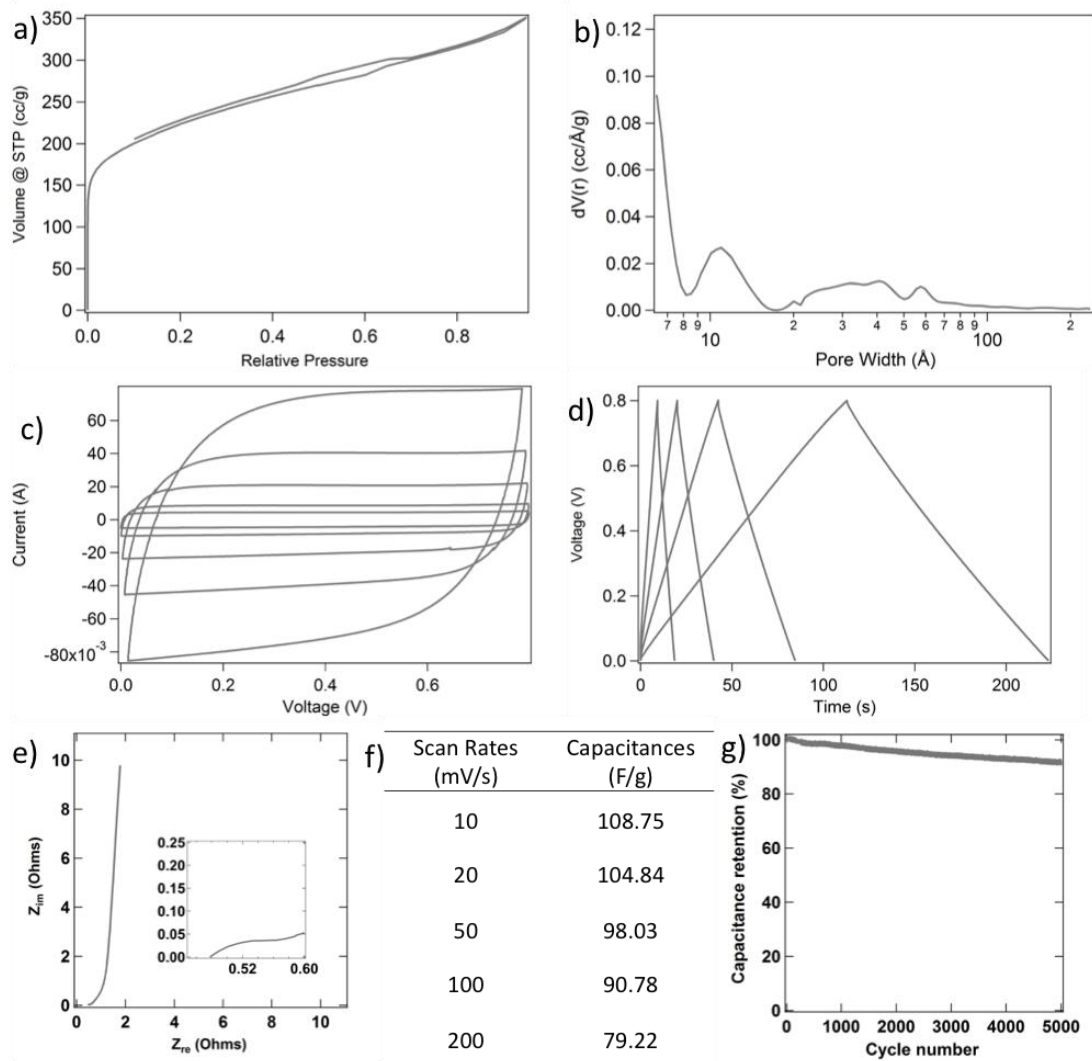 a)
350
300
250
200
150
100
50
0
Volume @ STP (cc/g)
0.0 0.2 0.4 0.6 0.8
Relative Pressure
b)
0.12
0.10
0.08
0.06
0.04
0.02
0.00
dV(r) (cc/Å/g)
7 8 9 2 3 4 5 6 7 8 9 2
10 100
Pore Width (Å)
c)
60
40
20
0
-20
-40
-60
-80x10⁻³
Current (A)
0.0 0.2 0.4 0.6
Voltage (V)
d)
0.8
0.6
0.4
0.2
0.0
Voltage (V)
0 50 100 150 200
Time (s)
e)
10
8
6
4
2
0
Zim (Ohms)
0 2 4 6 8 10
Zre (Ohms)
0.25
0.20
0.15
0.10
0.05
0.00
0.52 0.60
f)
Scan Rates Capacitances
(mV/s) (F/g)
10 108.75
20 104.84
50 98.03
100 90.78
200 79.22
g)
100
80
60
40
20
0
Capacitance retention (%)
0 1000 2000 3000 4000 5000
Cycle number